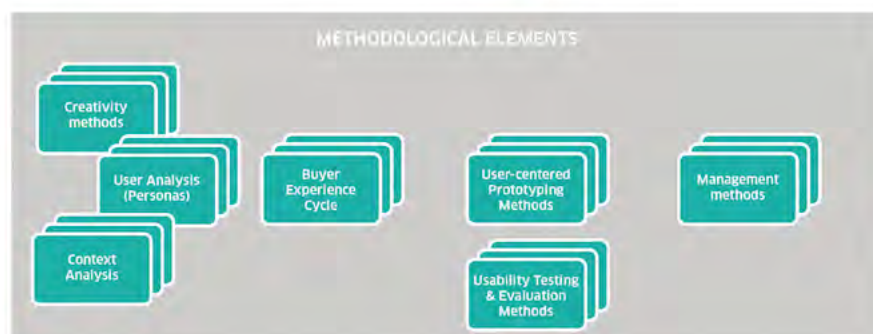 METHODOLOGICAL ELEMENTS
Creativity
methods
User Analysis
(Personas)
Context
Analysis
Buyer
Experience
Cycle
User-centered
Prototyping
Methods
Usability Testing
& Evaluation
Methods
Management
methods